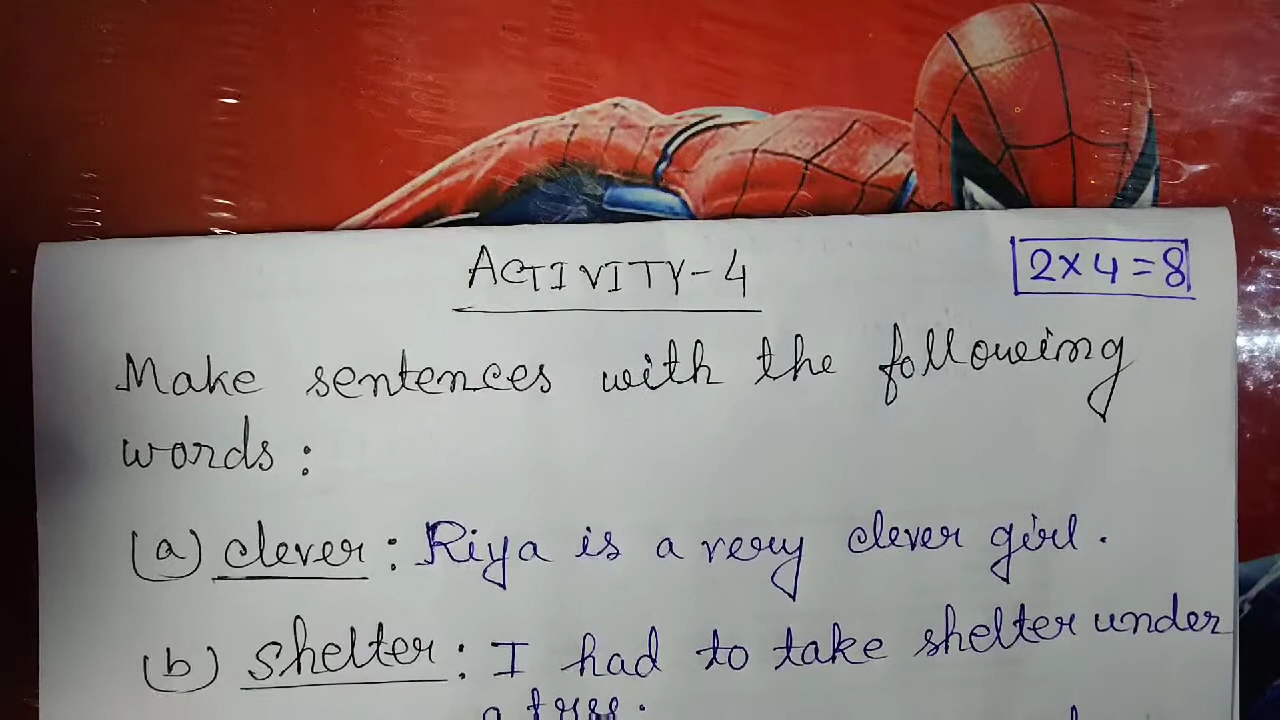 ACTIVITY-4
2×4=8
Make sentences with the following
words:
(a) clever: Riya is a very clever girl.
(b) shelter: I had to take shelter under
a tree.